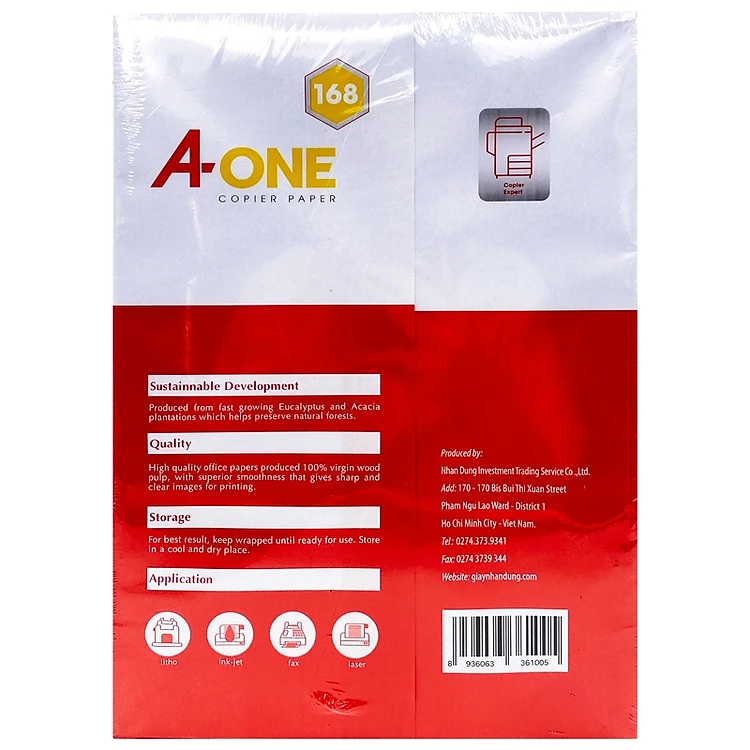 168
A-ONE
COPIER PAPER
Copier
Expert
Sustainnable Development
Produced from fast growing Eucalyptus and Acacia
plantations which helps preserve natural forests.
Quality
High quality office papers produced 100% virgin wood
pulp, with superior smoothness that gives sharp and
clear images for printing.
Storage
For best result, keep wrapped until ready for use. Store
in a cool and dry place.
Application
litho
ink-jet
fax
laser
Produced by:
Nhan Dung Investment Trading Service Co ., Ltd.
Add: 170 - 170 Bis Bui Thi Xuan Street
Pham Ngu Lao Ward - District 1
Ho Chi Minh City - Viet Nam.
Tel.: 0274.373.9341
Fax: 0274 3739 344
Website: giaynhandung.com
8 936063 361005